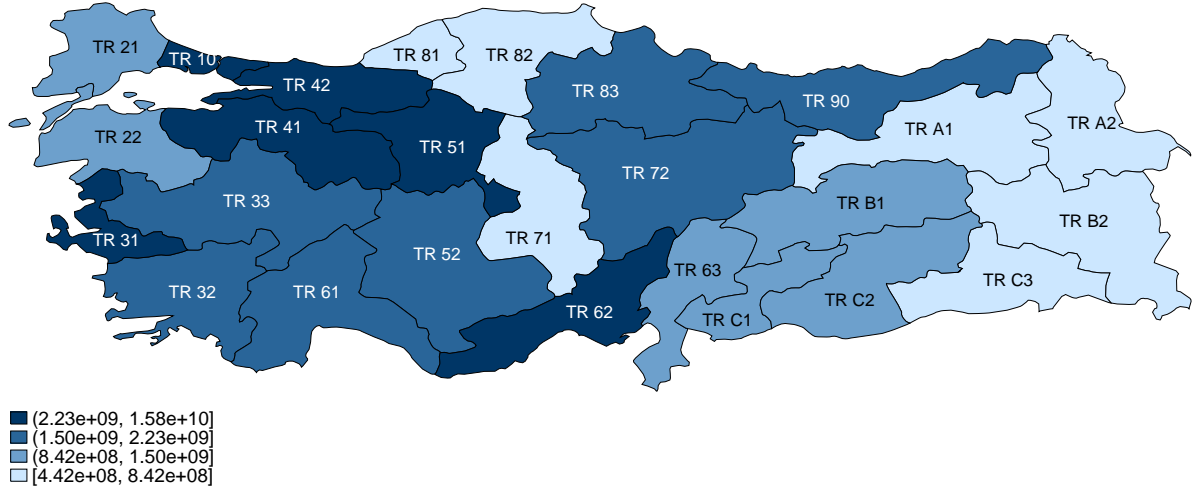 TR 21
TR 10
TR 81
TR 82
TR 42
TR 83
TR 90
TR A1
TR A2
TR 22
TR 41
TR 51
TR 72
TR 33
TR B1
TR B2
TR 31
TR 71
TR 52
TR 63
TR C3
TR 32
TR 61
TR C2
TR 62
TR C1
(2.23e+09, 1.58e+10]
(1.50e+09, 2.23e+09]
(8.42e+08, 1.50e+09]
[4.42e+08, 8.42e+08]